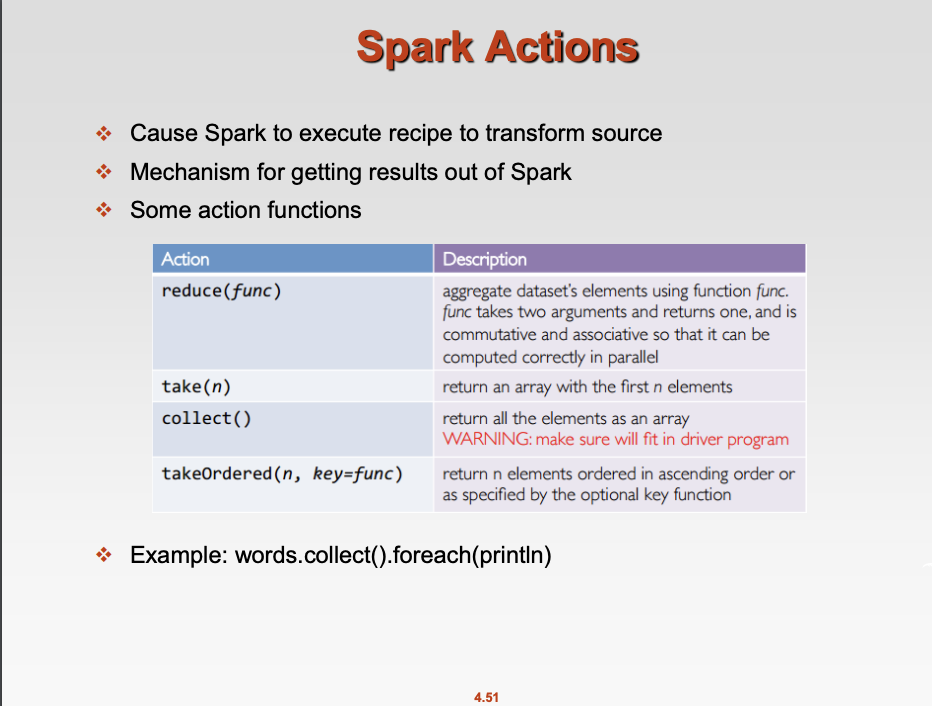 Spark Actions
Cause Spark to execute recipe to transform source
Mechanism for getting results out of Spark
Some action functions
Action Description
reduce(func) aggregate dataset's elements using function func.
func takes two arguments and returns one, and is
commutative and associative so that it can be
computed correctly in parallel
take(n) return an array with the first n elements
collect() return all the elements as an array
WARNING: make sure will fit in driver program
takeOrdered(n, key=func) return n elements ordered in ascending order or
as specified by the optional key function
Example: words.collect().foreach(println)
4.51